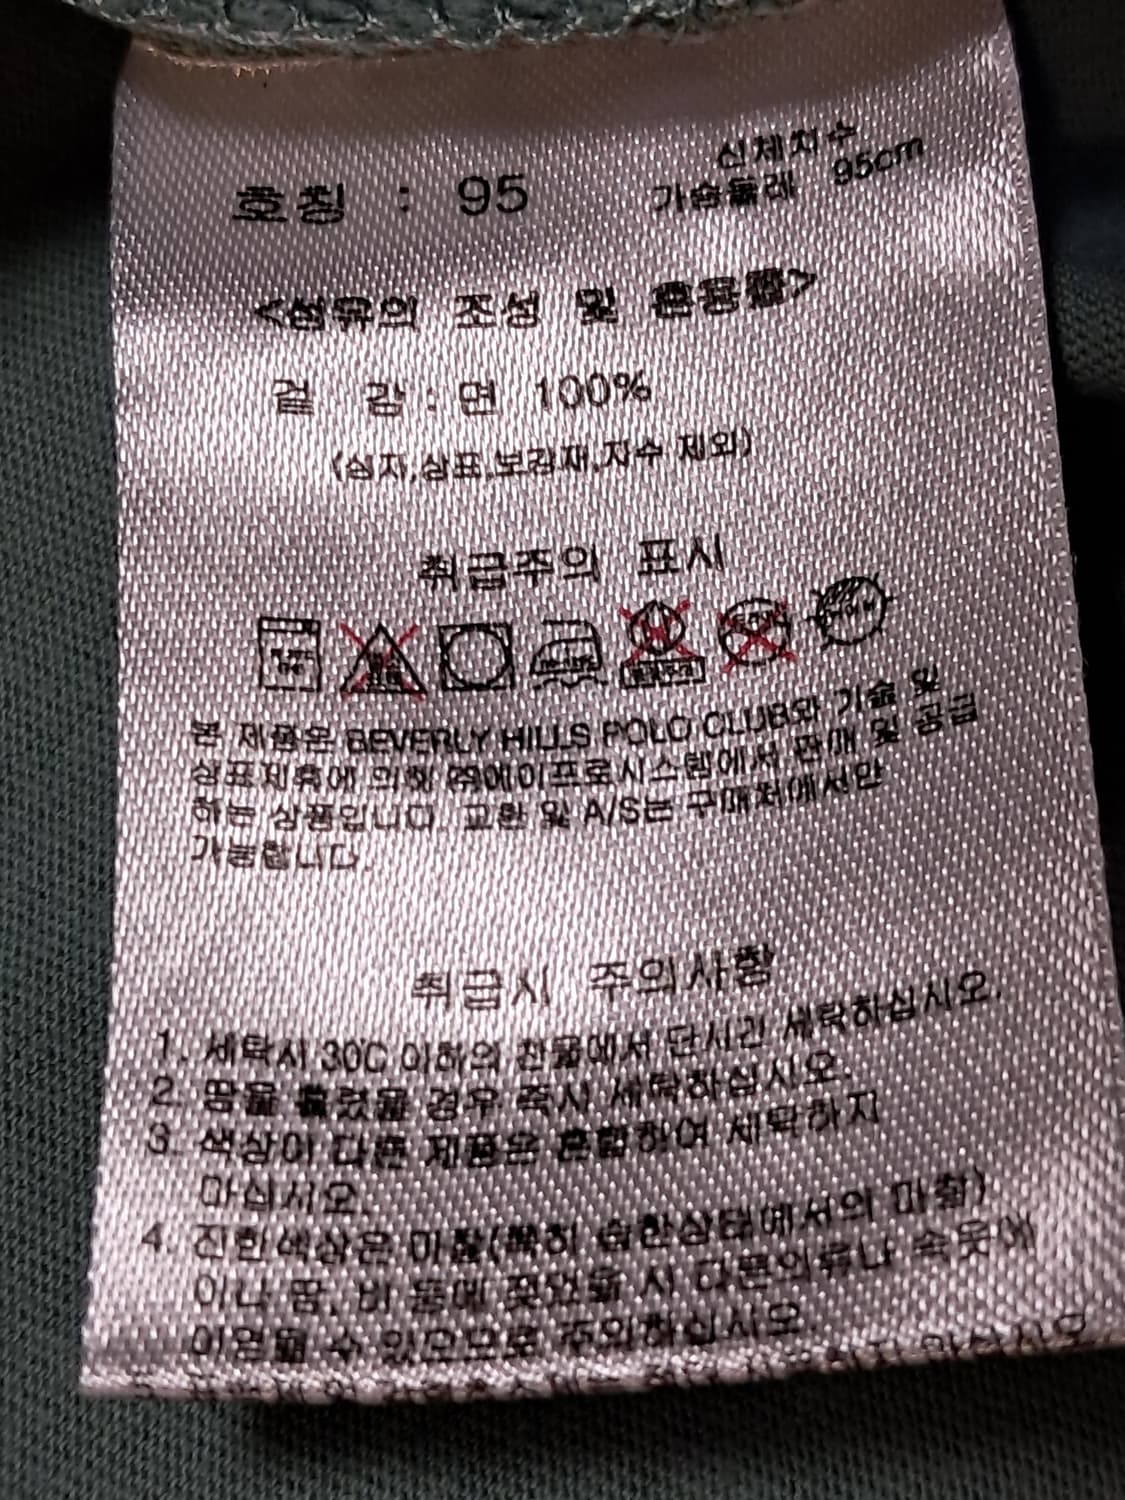 호칭 : 95
신체치수
가슴둘레 95cm
<섬유의 조성 및 혼용률>
겉 감 : 면 100%
(심지,상표,보강재,자수 제외)
취급주의 표시
본 제품은 BEVERLY HILLS POLO CLUB와 기술 및
상표제휴에 의해 ㈜에이프로시스템에서 판매 및 공급
하는 상품입니다. 교환 및 A/S는 구매처에서만
가능합니다.
취급시 주의사항
1. 세탁시 30℃ 이하의 찬물에서 단시간 세탁하십시오.
2. 땀을 흘렸을 경우 즉시 세탁하십시오.
3. 색상이 다른 제품은 혼합하여 세탁하지
마십시오.
4. 진한색상은 마찰(특히 습한상태에서의 마찰)
이나 땀, 비 등에 젖었을 시 다른의류나 속옷에
이염될 수 있으므로 주의하십시오